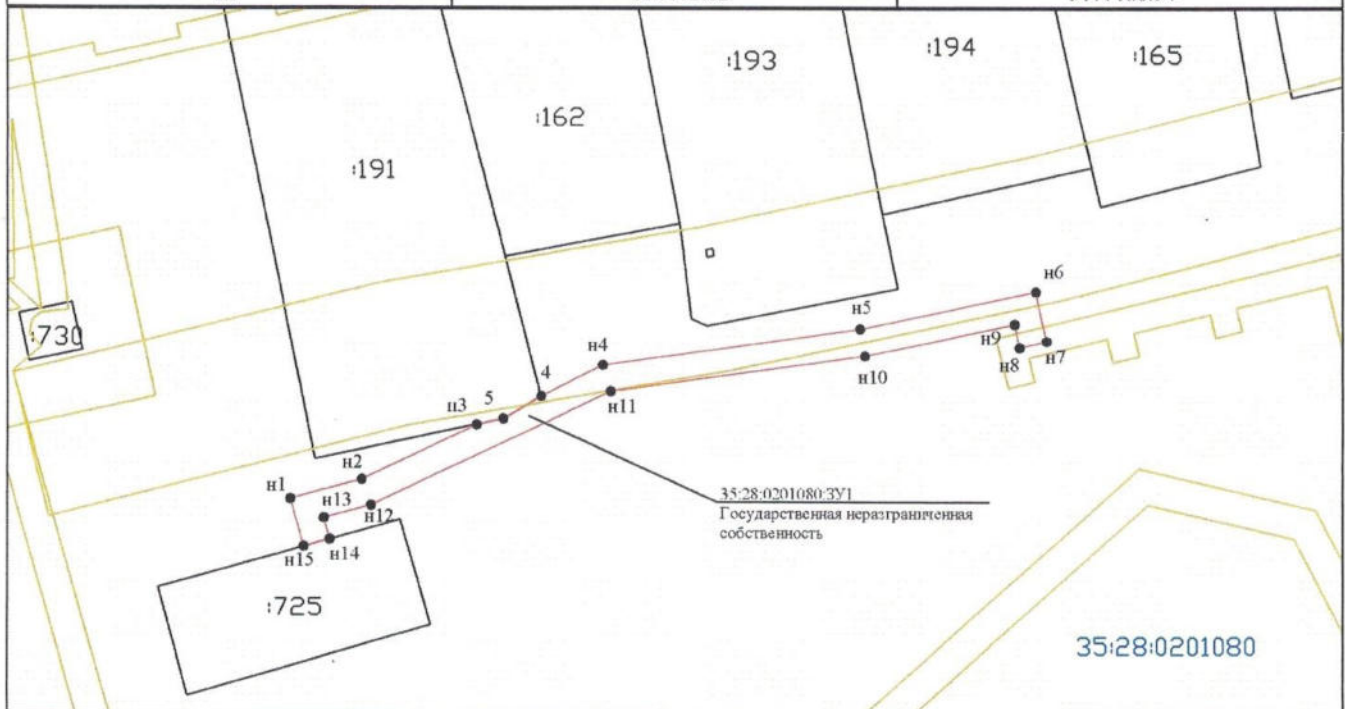 :193
:194
:165
:162
:191
:730
н6
н5
н9
н8
н7
н4
н10
4
н11
н3
5
н2
н1
н13
н12
н14
н15
35:28:0201080:ЗУ1
Государственная неразграниченная
собственность
:725
35:28:0201080